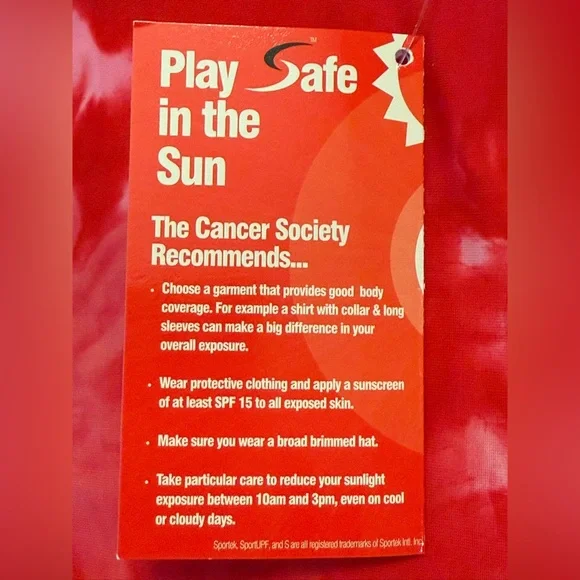 Play Safe™
in the
Sun
The Cancer Society
Recommends...
• Choose a garment that provides good body
coverage. For example a shirt with collar & long
sleeves can make a big difference in your
overall exposure.
• Wear protective clothing and apply a sunscreen
of at least SPF 15 to all exposed skin.
• Make sure you wear a broad brimmed hat.
• Take particular care to reduce your sunlight
exposure between 10am and 3pm, even on cool
or cloudy days.
Sportek, SportUPF, and S are all registered trademarks of Sportek Intl. Inc.